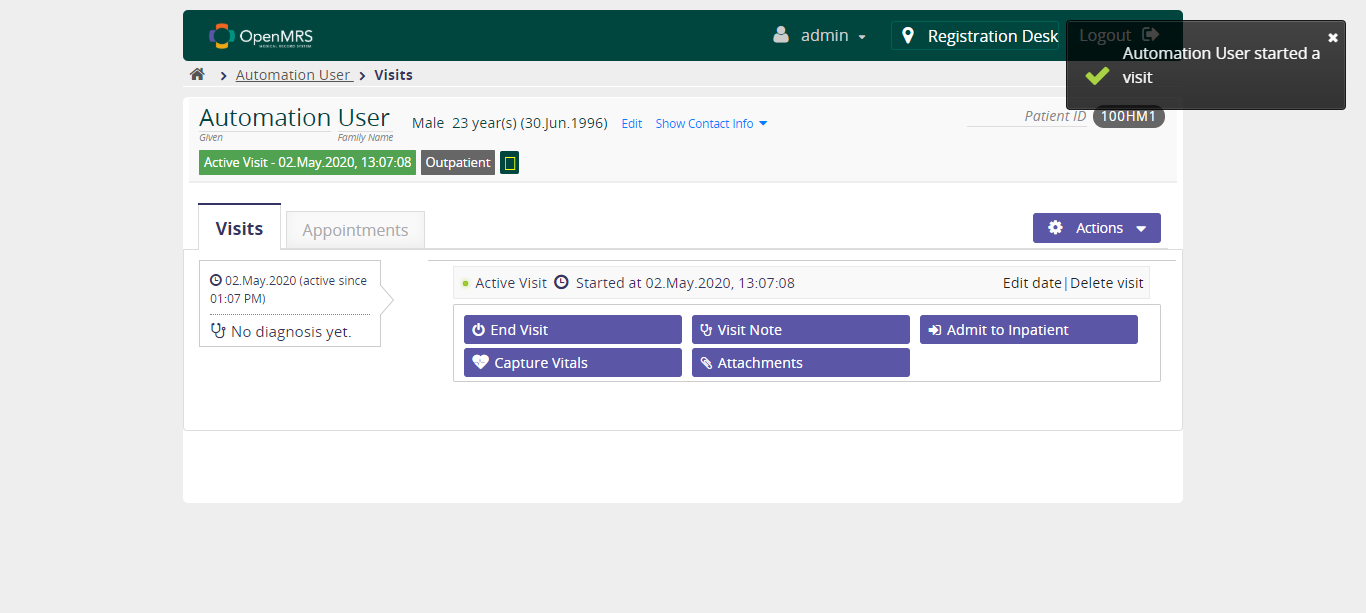 OpenMRS
MEDICAL RECORD SYSTEM
admin
Registration Desk
Logout
Automation User started a
visit
Automation User
Visits
Automation User
Given
Family Name
Male 23 year(s) (30.Jun.1996)
Edit
Show Contact Info
Patient ID
100HM1
Active Visit - 02.May.2020, 13:07:08
Outpatient
Visits
Appointments
Actions
02.May.2020 (active since
01:07 PM)
No diagnosis yet.
Active Visit
Started at 02.May.2020, 13:07:08
Edit date|Delete visit
End Visit
Visit Note
Admit to Inpatient
Capture Vitals
Attachments